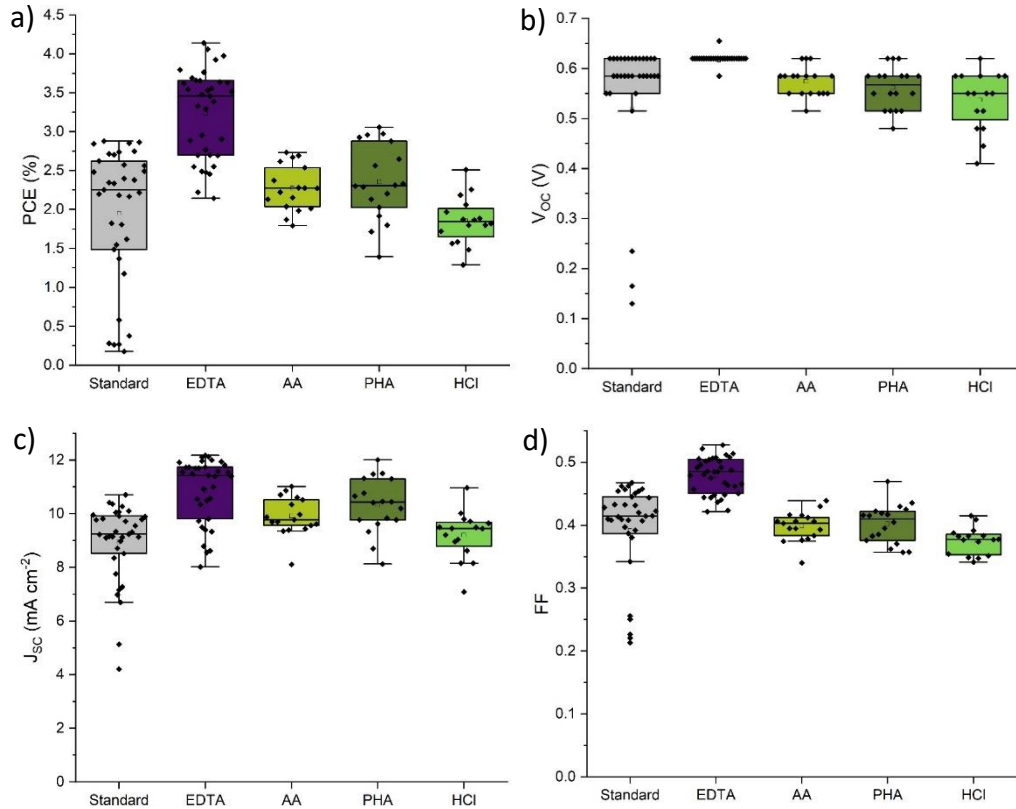 a)
4.5
4.0
3.5
3.0
2.5
2.0
1.5
1.0
0.5
0.0
PCE (%)
Standard EDTA AA PHA HCl
b)
0.7
0.6
0.5
0.4
0.3
0.2
0.1
0.0
VOC (V)
Standard EDTA AA PHA HCl
c)
12
10
8
6
4
2
0
JSC (mA cm-2)
Standard EDTA AA PHA HCl
d)
0.5
0.4
0.3
0.2
0.1
0.0
FF
Standard EDTA AA PHA HCl